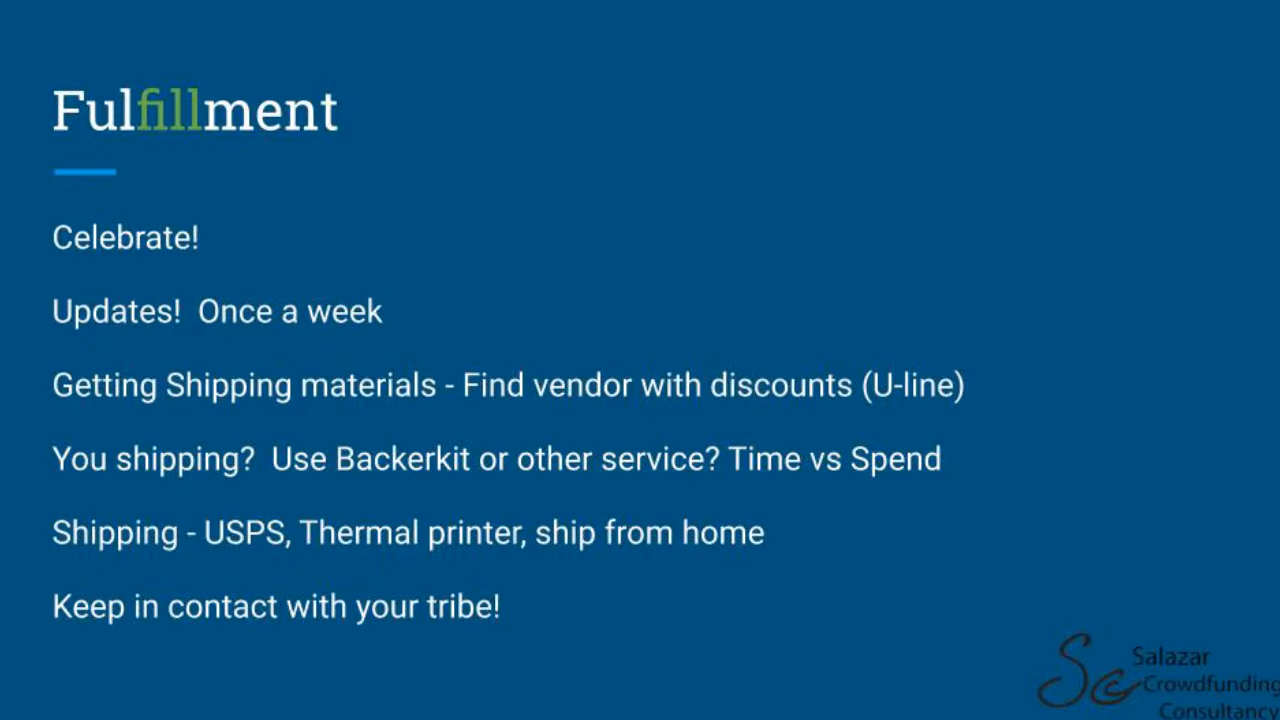 Fulfillment
Celebrate!
Updates!  Once a week
Getting Shipping materials - Find vendor with discounts (U-line)
You shipping?  Use Backerkit or other service? Time vs Spend
Shipping - USPS, Thermal printer, ship from home
Keep in contact with your tribe!
Scc
Salazar
Crowdfunding
Consultancy